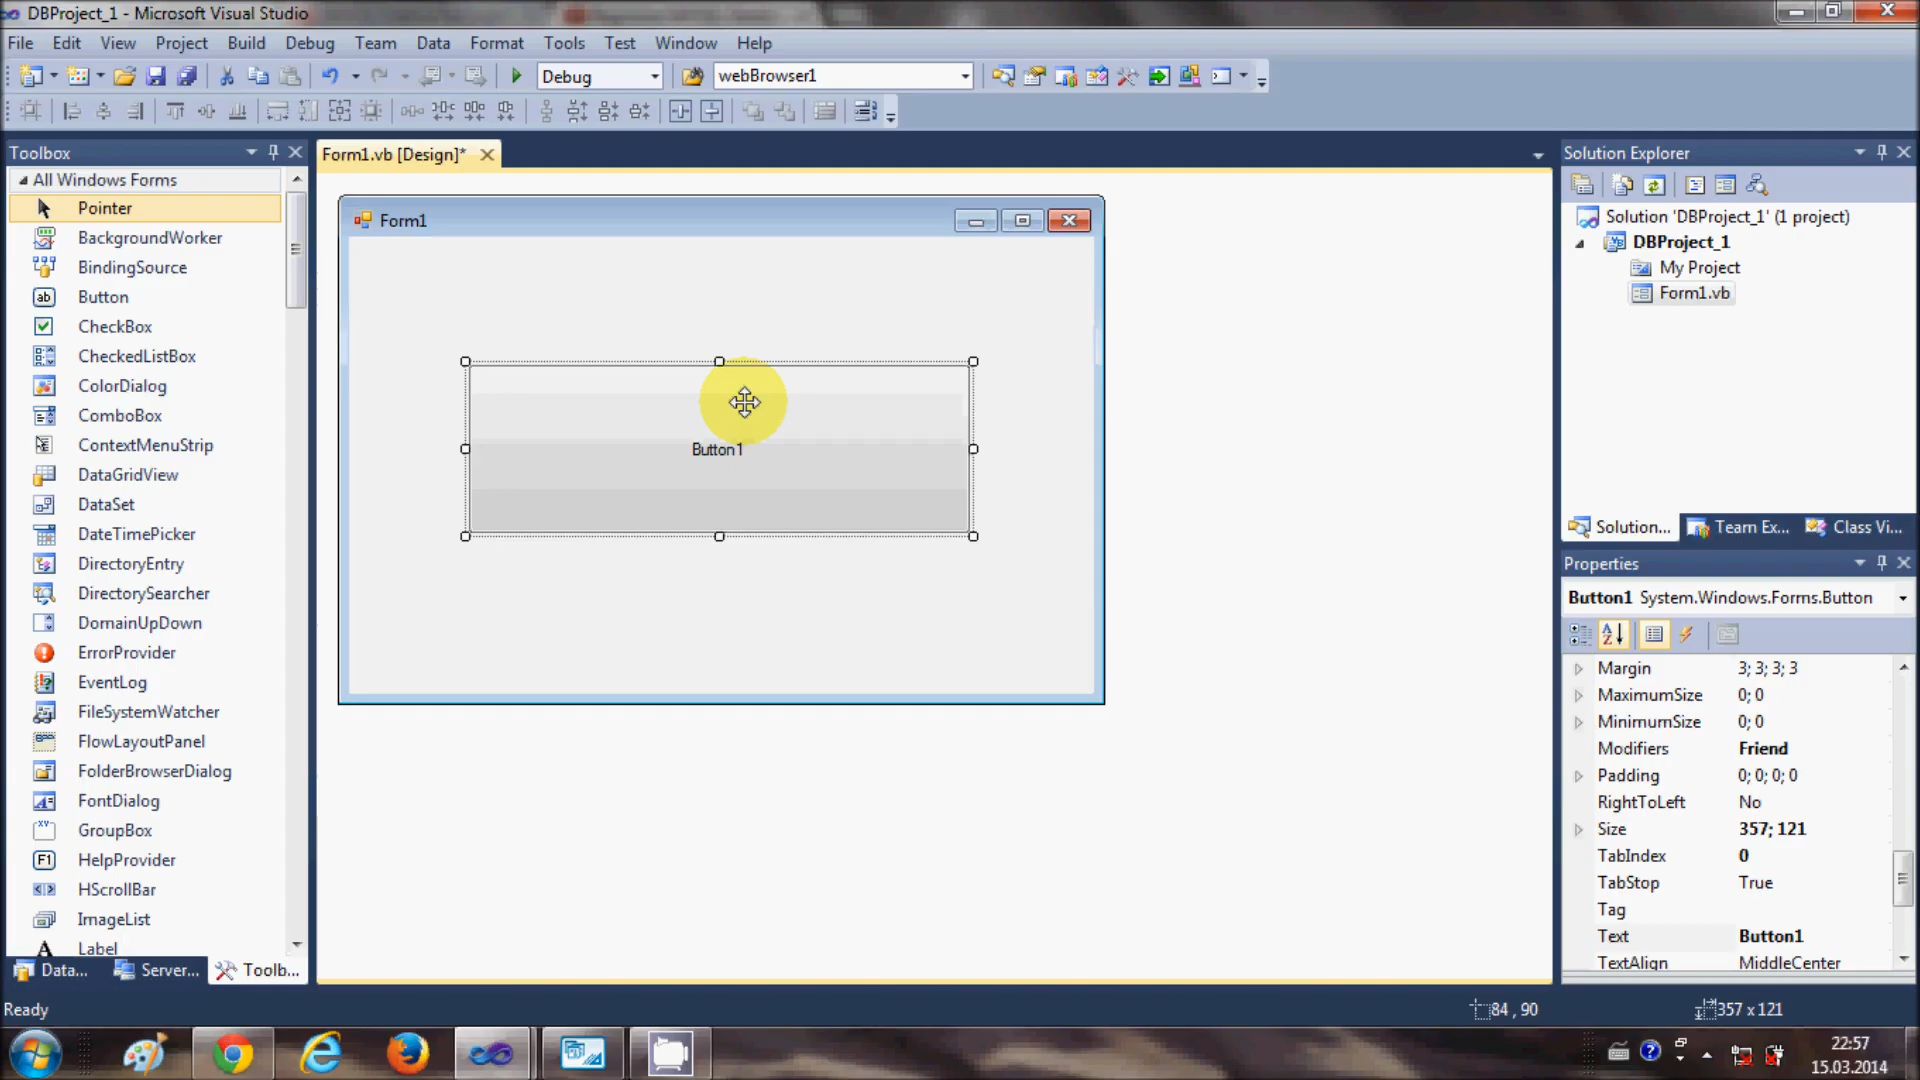 DBProject_1 - Microsoft Visual Studio
File Edit View Project Build Debug Team Data Format Tools Test Window Help
Debug webBrowser1
Toolbox
All Windows Forms
Pointer
BackgroundWorker
BindingSource
ab Button
CheckBox
CheckedListBox
ColorDialog
ComboBox
ContextMenuStrip
DataGridView
DataSet
DateTimePicker
DirectoryEntry
DirectorySearcher
DomainUpDown
ErrorProvider
EventLog
FileSystemWatcher
FlowLayoutPanel
FolderBrowserDialog
FontDialog
GroupBox
F1 HelpProvider
HScrollBar
ImageList
A Label
Data... Server... Toolb...
Form1.vb [Design]*
Form1
Button1
Solution Explorer
Solution 'DBProject_1' (1 project)
DBProject_1
My Project
Form1.vb
Solution... Team Ex... Class Vi...
Properties
Button1 System.Windows.Forms.Button
Margin 3; 3; 3; 3
MaximumSize 0; 0
MinimumSize 0; 0
Modifiers Friend
Padding 0; 0; 0; 0
RightToLeft No
Size 357; 121
TabIndex 0
TabStop True
Tag
Text Button1
TextAlign MiddleCenter
Ready 84 , 90 357 x 121
22:57
15.03.2014